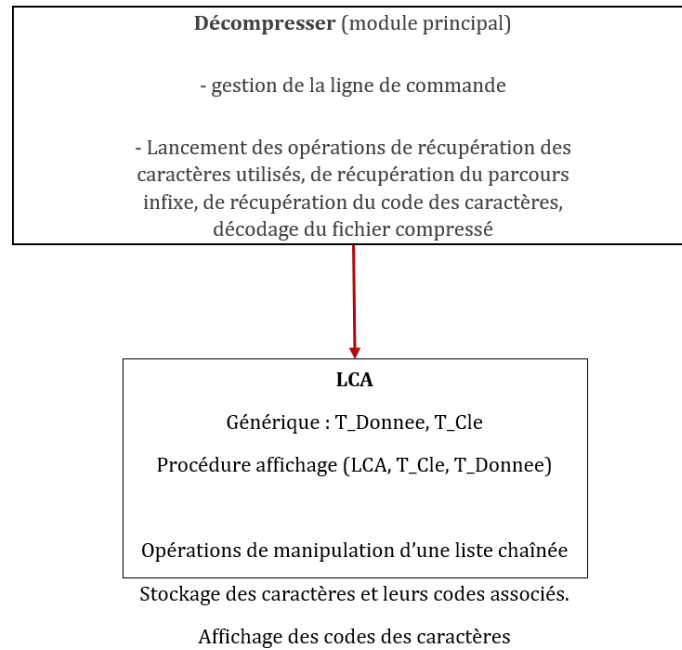 Décompresser (module principal)
- gestion de la ligne de commande
- Lancement des opérations de récupération des
caractères utilisés, de récupération du parcours
infixe, de récupération du code des caractères,
décodage du fichier compressé
LCA
Générique : T_Donnee, T_Cle
Procédure affichage (LCA, T_Cle, T_Donnee)
Opérations de manipulation d’une liste chaînée
Stockage des caractères et leurs codes associés.
Affichage des codes des caractères